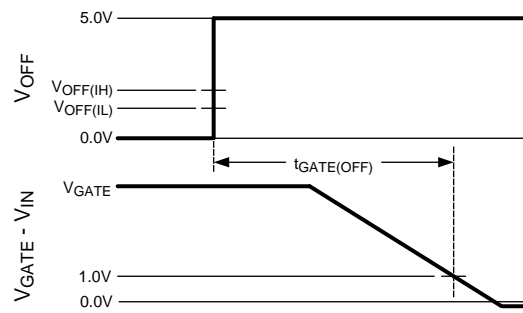 5.0V
VOFF
VOFF(IH)
VOFF(IL)
0.0V
tGATE(OFF)
VGATE
VGATE - VIN
1.0V
0.0V